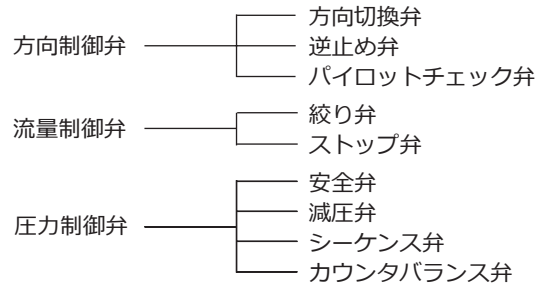 方向制御弁
方向切換弁
逆止め弁
パイロットチェック弁
流量制御弁
絞り弁
ストップ弁
圧力制御弁
安全弁
減圧弁
シーケンス弁
カウンタバランス弁